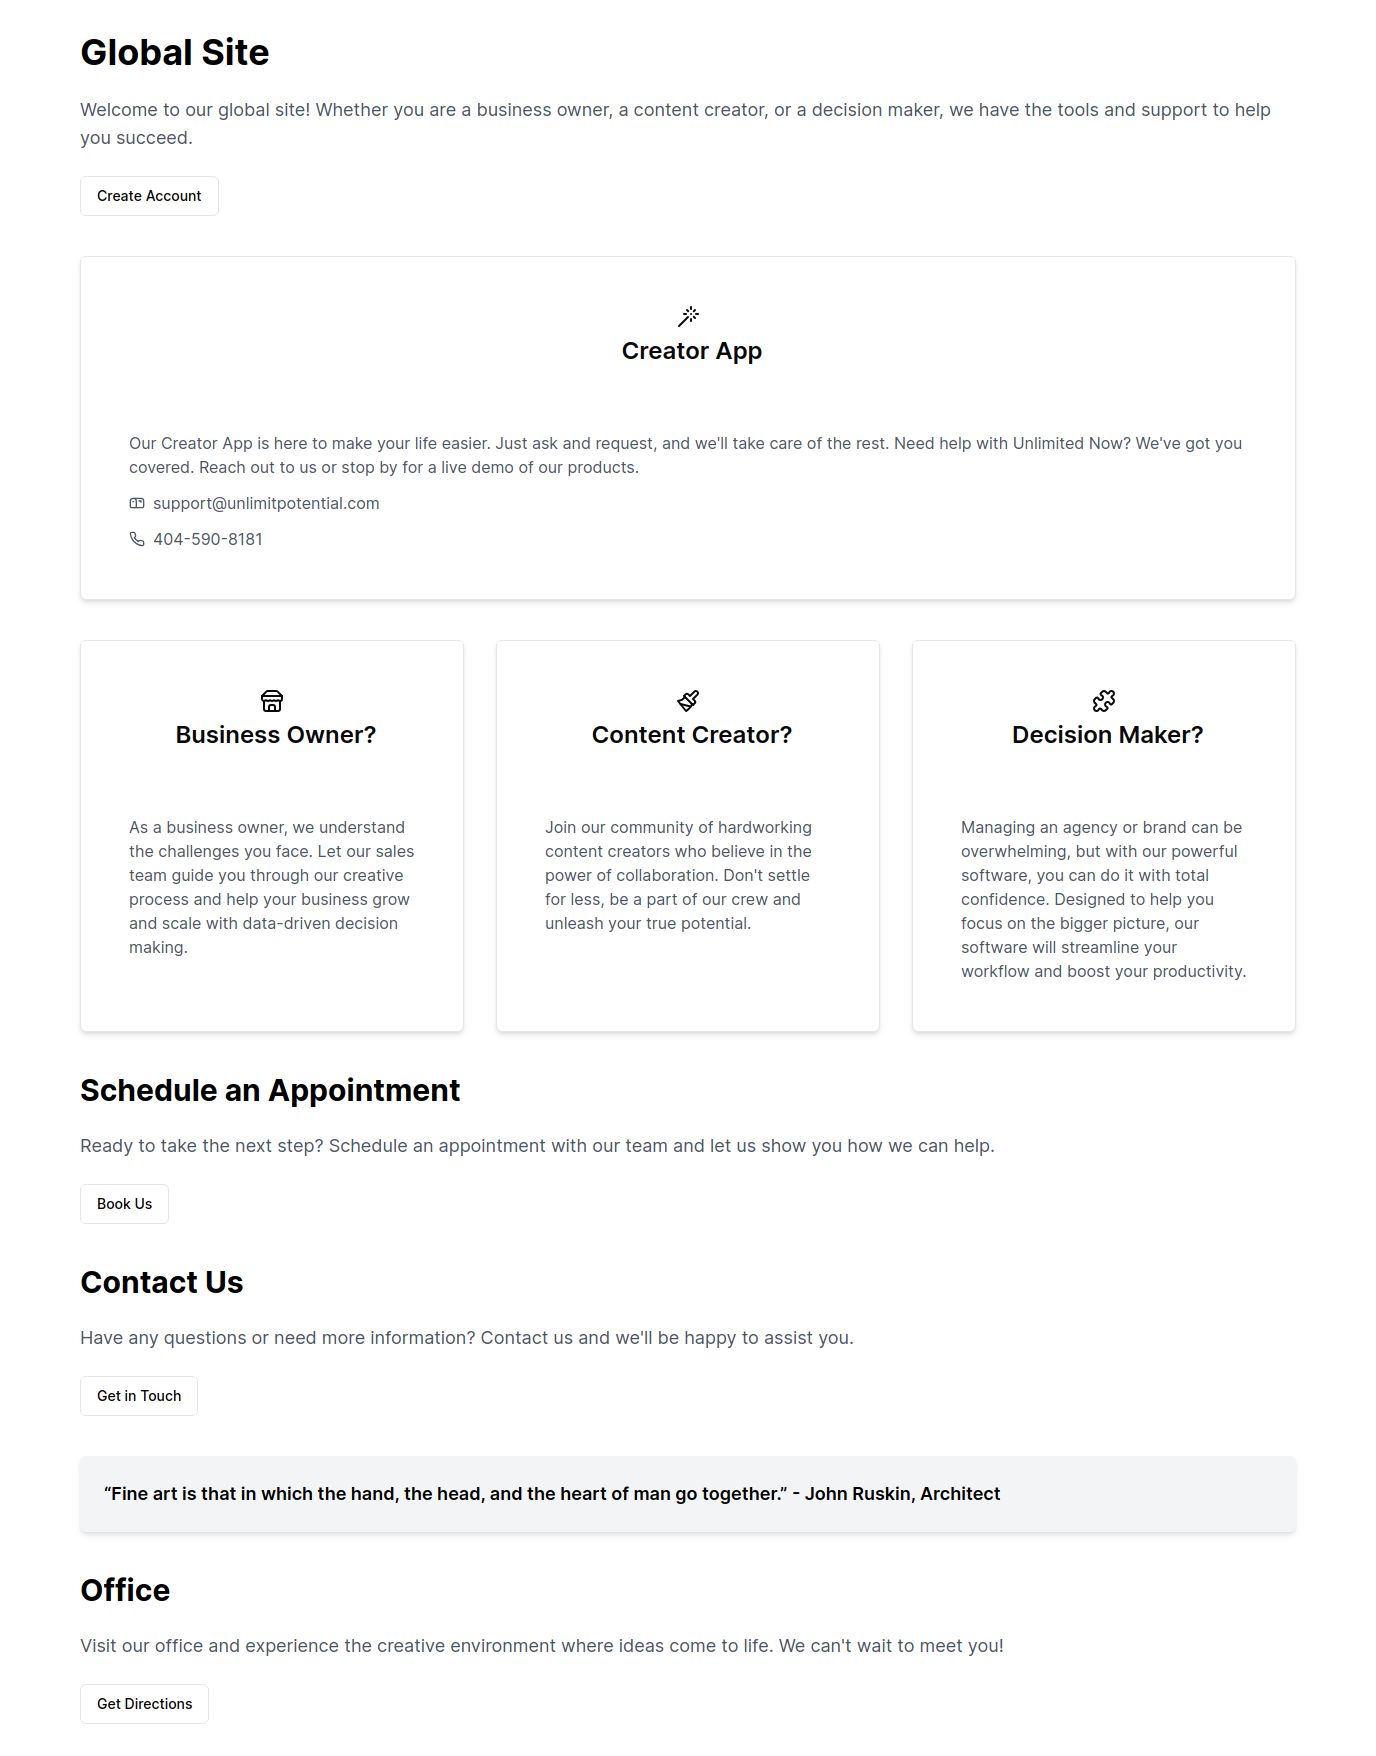 Global Site
Welcome to our global site! Whether you are a business owner, a content creator, or a decision maker, we have the tools and support to help
you succeed.
Create Account
Creator App
Our Creator App is here to make your life easier. Just ask and request, and we'll take care of the rest. Need help with Unlimited Now? We've got you
covered. Reach out to us or stop by for a live demo of our products.
support@unlimitpotential.com
404-590-8181
Business Owner?
As a business owner, we understand
the challenges you face. Let our sales
team guide you through our creative
process and help your business grow
and scale with data-driven decision
making.
Content Creator?
Join our community of hardworking
content creators who believe in the
power of collaboration. Don't settle
for less, be a part of our crew and
unleash your true potential.
Decision Maker?
Managing an agency or brand can be
overwhelming, but with our powerful
software, you can do it with total
confidence. Designed to help you
focus on the bigger picture, our
software will streamline your
workflow and boost your productivity.
Schedule an Appointment
Ready to take the next step? Schedule an appointment with our team and let us show you how we can help.
Book Us
Contact Us
Have any questions or need more information? Contact us and we'll be happy to assist you.
Get in Touch
“Fine art is that in which the hand, the head, and the heart of man go together.” - John Ruskin, Architect
Office
Visit our office and experience the creative environment where ideas come to life. We can't wait to meet you!
Get Directions